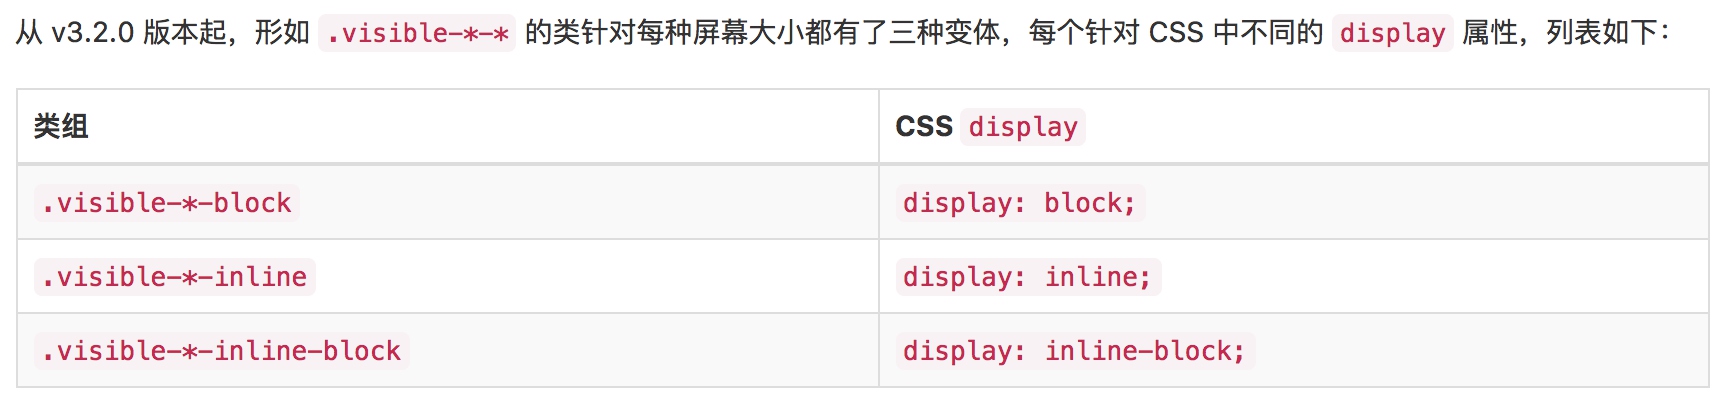 从 v3.2.0 版本起，形如 .visible-*-* 的类针对每种屏幕大小都有了三种变体，每个针对 CSS 中不同的 display 属性，列表如下：
类组 CSS display
.visible-*-block display: block;
.visible-*-inline display: inline;
.visible-*-inline-block display: inline-block;